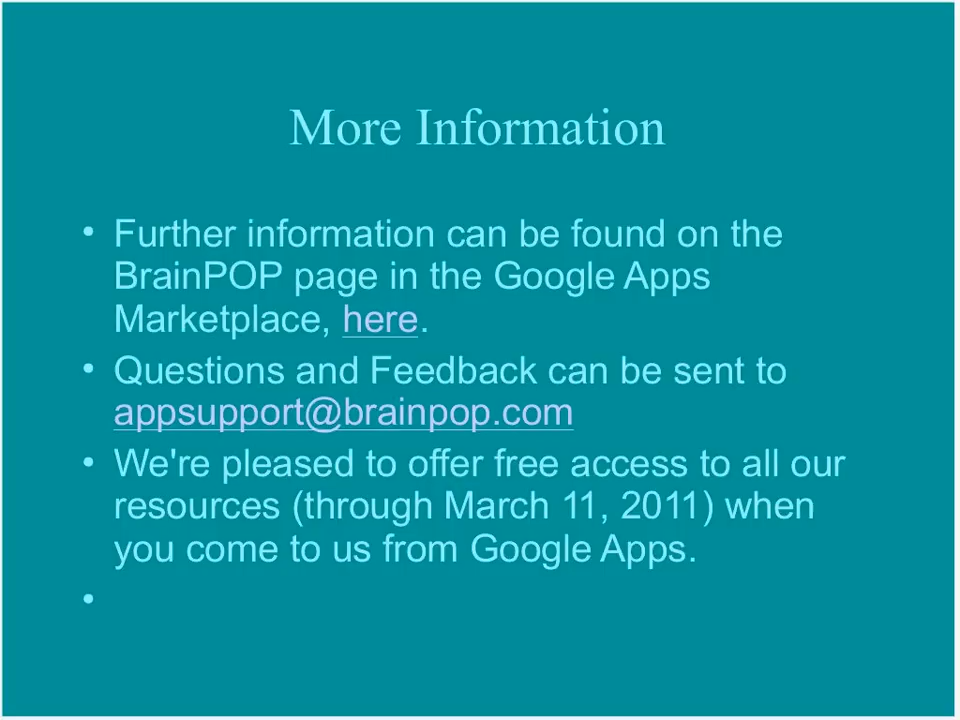 More Information
• Further information can be found on the
BrainPOP page in the Google Apps
Marketplace, here.
• Questions and Feedback can be sent to
appsupport@brainpop.com
• We're pleased to offer free access to all our
resources (through March 11, 2011) when
you come to us from Google Apps.
•